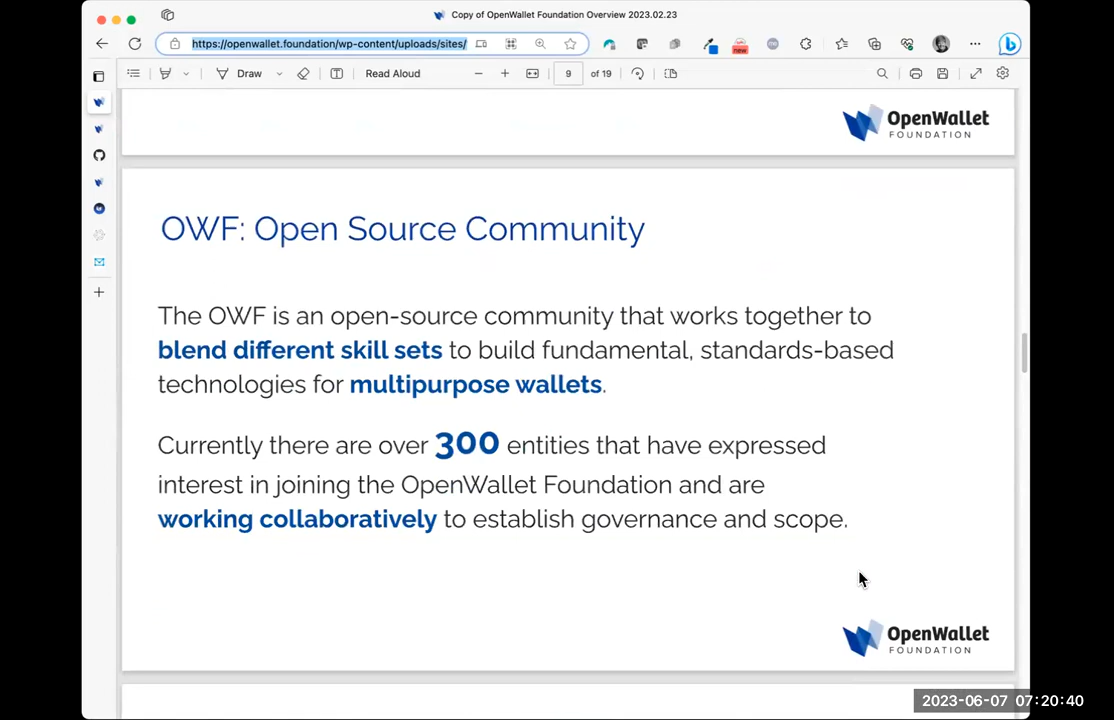 Copy of OpenWallet Foundation Overview 2023.02.23
https://openwallet.foundation/wp-content/uploads/sites/
new
Draw
Read Aloud
9 of 19
OpenWallet
FOUNDATION
OWF: Open Source Community
The OWF is an open-source community that works together to
blend different skill sets to build fundamental, standards-based
technologies for multipurpose wallets.
Currently there are over 300 entities that have expressed
interest in joining the OpenWallet Foundation and are
working collaboratively to establish governance and scope.
OpenWallet
FOUNDATION
2023-06-07 07:20:40